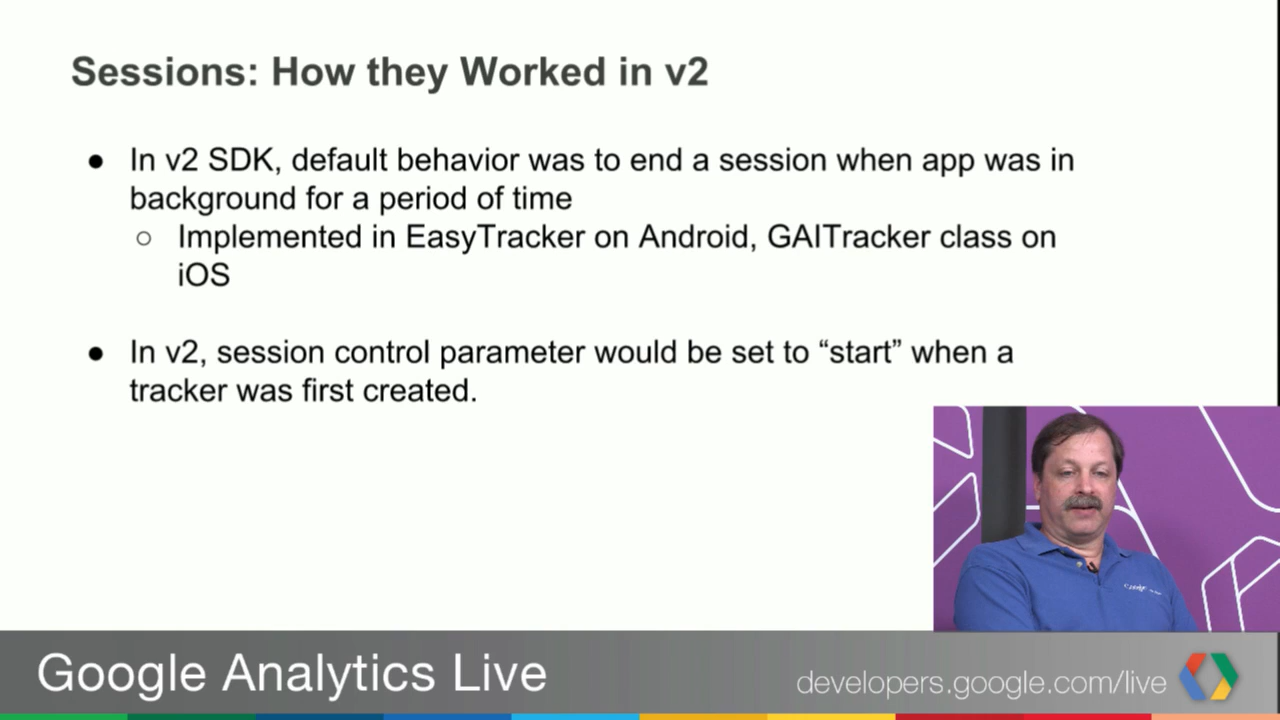 Sessions: How they Worked in v2
● In v2 SDK, default behavior was to end a session when app was in
background for a period of time
○ Implemented in EasyTracker on Android, GAITracker class on
iOS
● In v2, session control parameter would be set to “start” when a
tracker was first created.
Google
Google Analytics Live
developers.google.com/live